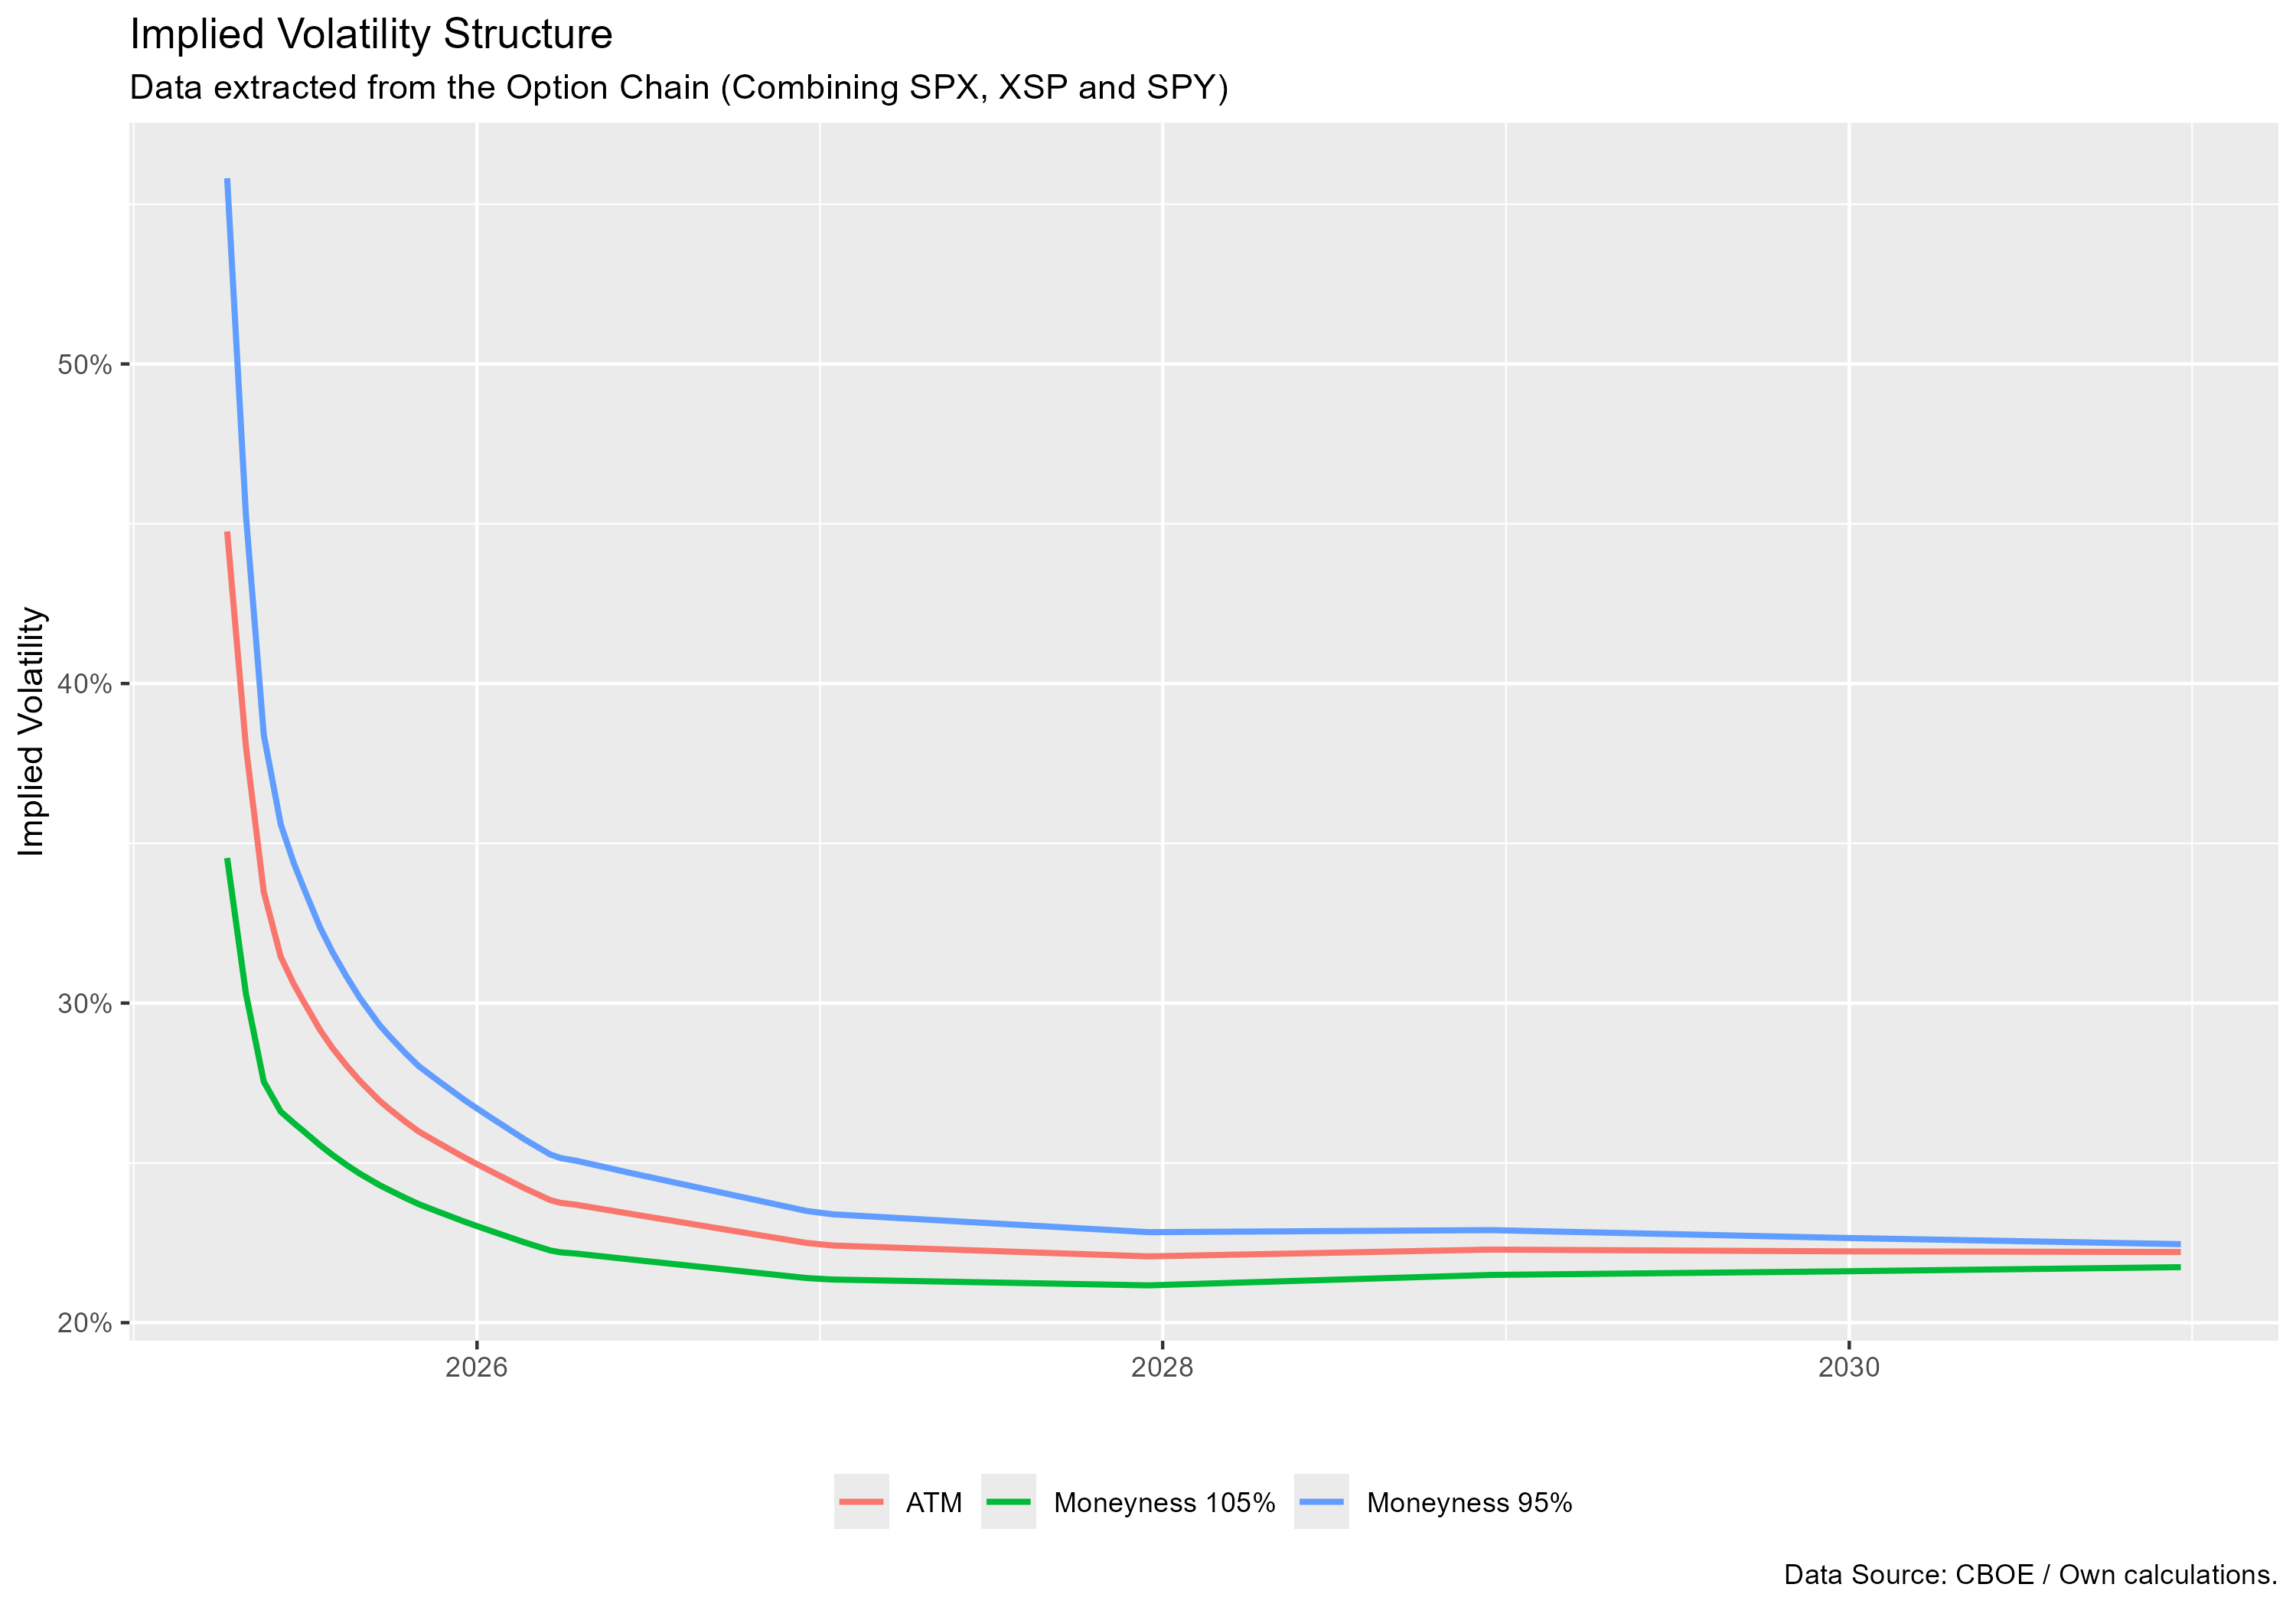 Implied Volatility Structure
Data extracted from the Option Chain (Combining SPX, XSP and SPY)
Implied Volatility
50%
40%
30%
20%
2026 2028 2030
ATM Moneyness 105% Moneyness 95%
Data Source: CBOE / Own calculations.